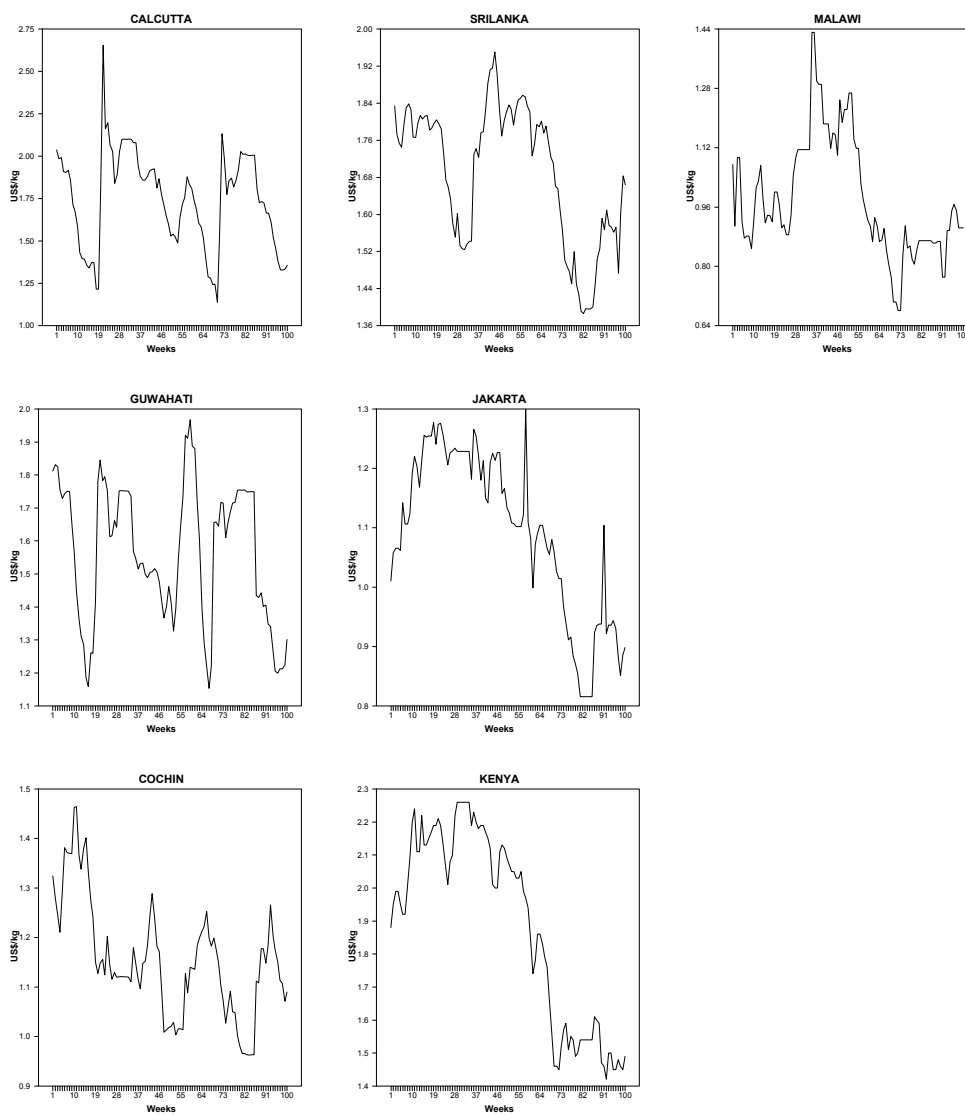 CALCUTTA
2.75
2.50
2.25
2.00
1.75
1.50
1.25
1.00
US$/kg
1 10 19 28 37 46 55 64 73 82 91 100
Weeks
SRILANKA
2.00
1.92
1.84
1.76
1.68
1.60
1.52
1.44
1.36
US$/kg
1 10 19 28 37 46 55 64 73 82 91 100
Weeks
MALAWI
1.44
1.28
1.12
0.96
0.80
0.64
US$/kg
1 10 19 28 37 46 55 64 73 82 91 100
Weeks
GUWAHATI
2.0
1.9
1.8
1.7
1.6
1.5
1.4
1.3
1.2
1.1
US$/kg
1 10 19 28 37 46 55 64 73 82 91 100
Weeks
JAKARTA
1.3
1.2
1.1
1.0
0.9
0.8
US$/kg
1 10 19 28 37 46 55 64 73 82 91 100
Weeks
COCHIN
1.5
1.4
1.3
1.2
1.1
1.0
0.9
US$/kg
1 10 19 28 37 46 55 64 73 82 91 100
Weeks
KENYA
2.3
2.2
2.1
2.0
1.9
1.8
1.7
1.6
1.5
1.4
US$/kg
1 10 19 28 37 46 55 64 73 82 91 100
Weeks